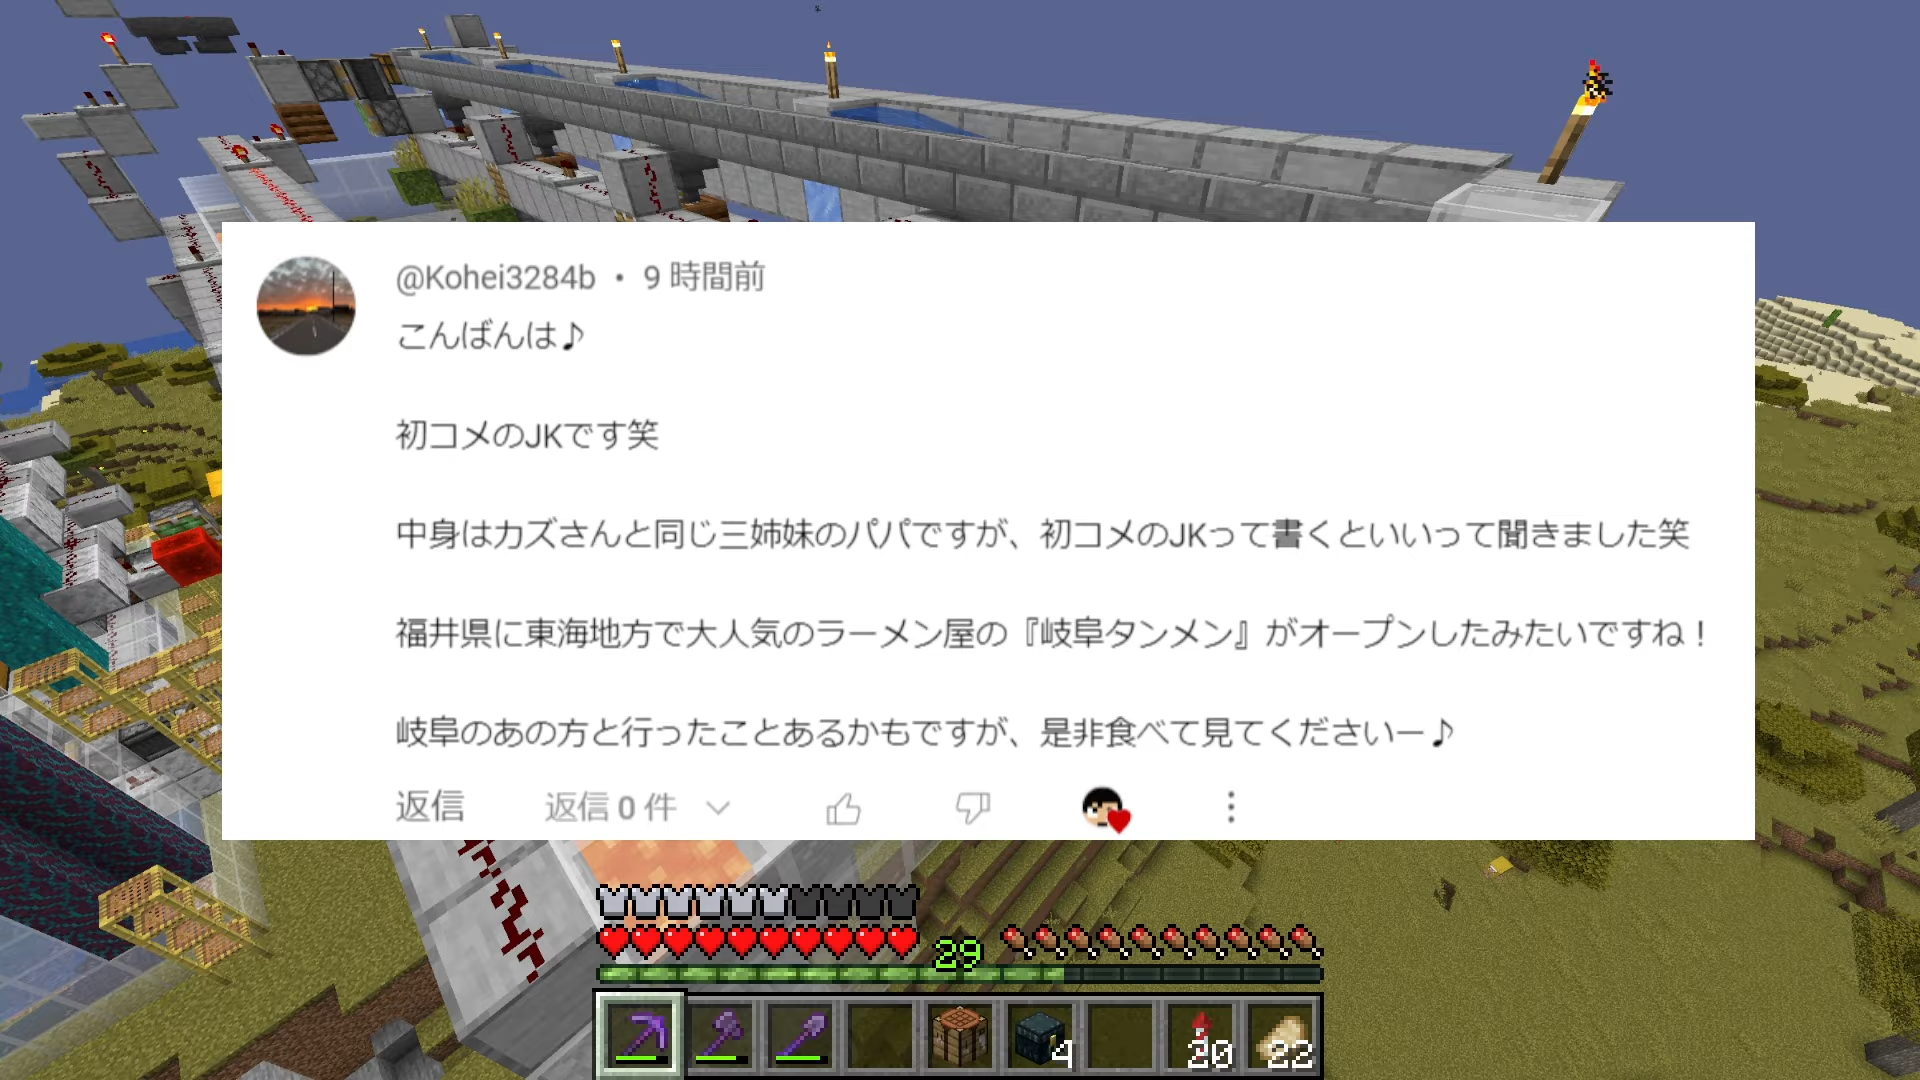 @Kohei3284b・9 時間前
こんばんは♪
初コメのJKです笑
中身はカズさんと同じ三姉妹のパパですが、初コメのJKって書くといいって聞きました笑
福井県に東海地方で大人気のラーメン屋の『岐阜タンメン』がオープンしたみたいですね！
岐阜のあの方と行ったことあるかもですが、是非食べて見てくださいー♪
返信 返信 0 件
29
4 20 22